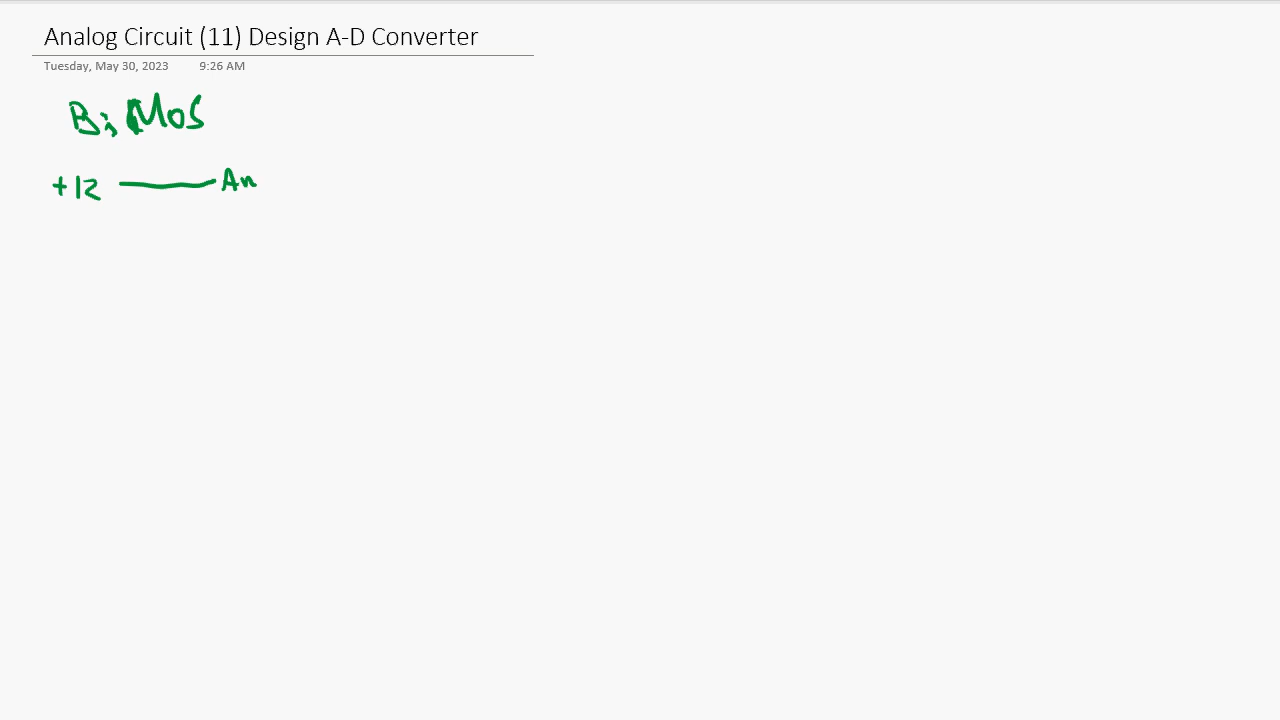 Analog Circuit (11) Design A-D Converter
Tuesday, May 30, 2023 9:26 AM
BiMOS
+12 — An